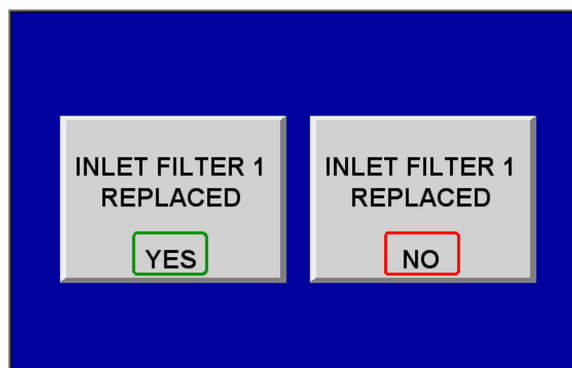 INLET FILTER 1
REPLACED
YES
INLET FILTER 1
REPLACED
NO